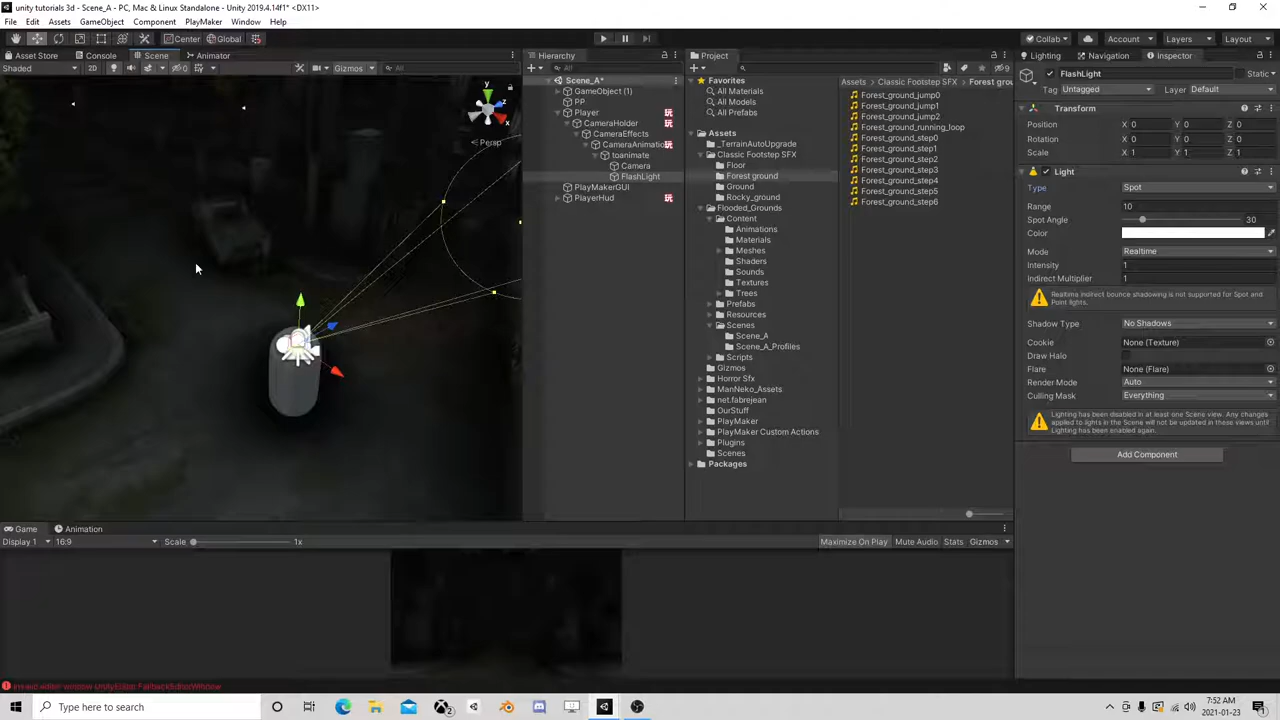 unity tutorials 3d - Scene_A - PC, Mac & Linux Standalone - Unity 2019.4.14f1* <DX11>
File Edit Assets GameObject Component PlayMaker Window Help
Center Global Collab Account Layers Layout
Asset Store Console Scene Animator
Shaded 2D 0 Gizmos All
y z x
Persp
Hierarchy
All
Scene_A*
GameObject (1)
PP
Player
CameraHolder
CameraEffects
CameraAnimatio
toanimate
Camera
FlashLight
PlayMakerGUI
PlayerHud
Project
9
Favorites
All Materials
All Models
All Prefabs
Assets
_TerrainAutoUpgrade
Classic Footstep SFX
Floor
Forest ground
Ground
Rocky_ground
Flooded_Grounds
Content
Animations
Materials
Meshes
Shaders
Sounds
Textures
Trees
Prefabs
Resources
Scenes
Scene_A
Scene_A_Profiles
Scripts
Gizmos
Horror Sfx
ManNeko_Assets
net.fabrejean
OurStuff
PlayMaker
PlayMaker Custom Actions
Plugins
Scenes
Packages
Assets Classic Footstep SFX Forest grou
Forest_ground_jump0
Forest_ground_jump1
Forest_ground_jump2
Forest_ground_running_loop
Forest_ground_step0
Forest_ground_step1
Forest_ground_step2
Forest_ground_step3
Forest_ground_step4
Forest_ground_step5
Forest_ground_step6
Lighting Navigation Inspector
FlashLight Static
Tag Untagged Layer Default
Transform
Position X 0 Y 0 Z 0
Rotation X 0 Y 0 Z 0
Scale X 1 Y 1 Z 1
Light
Type Spot
Range 10
Spot Angle 30
Color
Mode Realtime
Intensity 1
Indirect Multiplier 1
Realtime indirect bounce shadowing is not supported for Spot and Point lights.
Shadow Type No Shadows
Cookie None (Texture)
Draw Halo
Flare None (Flare)
Render Mode Auto
Culling Mask Everything
Lighting has been disabled in at least one Scene view. Any changes
applied to lights in the Scene will not be updated in these views until
Lighting has been enabled again.
Add Component
Game Animation
Display 1 16:9 Scale 1x Maximize On Play Mute Audio Stats Gizmos
Invalid editor window UnityEditor.FallbackEditorWindow
Type here to search
7:52 AM
2021-01-23